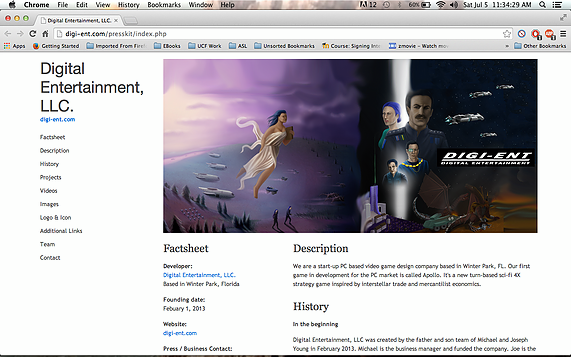 Chrome File Edit View History Bookmarks Window Help
12 60% Sat Jul 5 11:34:29 AM
Digital Entertainment, LLC.
digi-ent.com/presskit/index.php
Apps Getting Started Imported From Firef EBooks UCF Work ASL Unsorted Bookmarks Course: Signing Inter zmovie – Watch mov » Other Bookmarks
Digital
Entertainment,
LLC.
digi-ent.com
Factsheet
Description
History
Projects
Videos
Images
Logo & Icon
Additional Links
Team
Contact
DIGI-ENT
DIGITAL ENTERTAINMENT
Factsheet
Developer:
Digital Entertainment, LLC.
Based in Winter Park, Florida
Founding date:
Febuary 1, 2013
Website:
digi-ent.com
Press / Business Contact:
Description
We are a start-up PC based video game design company based in Winter Park, FL. Our first
game in development for the PC market is called Apollo. It's a new turn-based sci-fi 4X
strategy game inspired by interstellar trade and mercantilist economics.
History
In the beginning
Digital Entertainment, LLC was created by the father and son team of Michael and Joseph
Young in February 2013. Michael is the business manager and funded the company. Joe is the